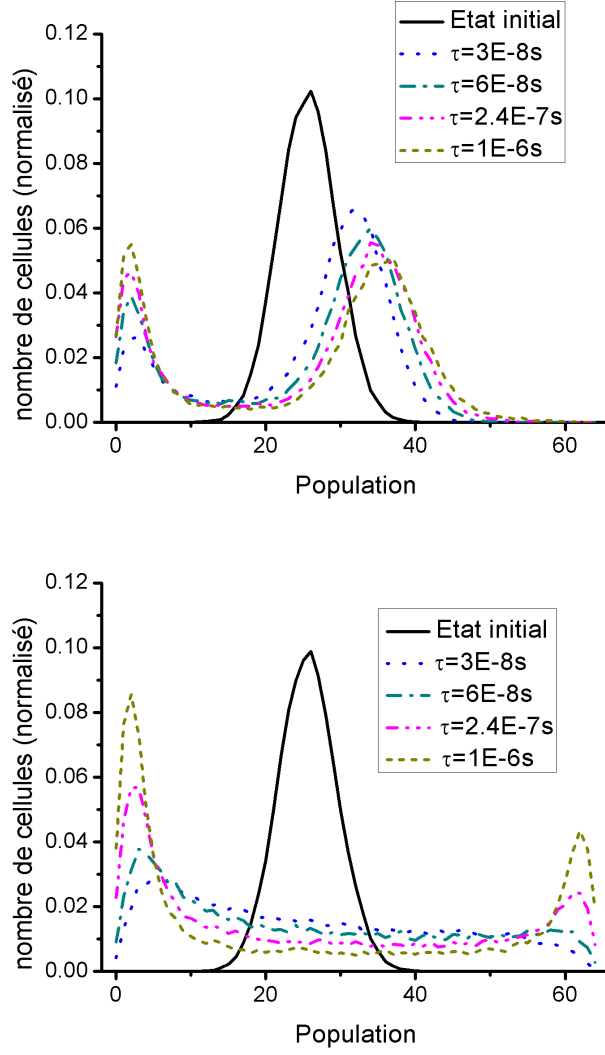 Etat initial
τ=3E-8s
τ=6E-8s
τ=2.4E-7s
τ=1E-6s
nombre de cellules (normalisé)
0.12
0.10
0.08
0.06
0.04
0.02
0.00
0
20
40
60
Population
Etat initial
τ=3E-8s
τ=6E-8s
τ=2.4E-7s
τ=1E-6s
nombre de cellules (normalisé)
0.12
0.10
0.08
0.06
0.04
0.02
0.00
0
20
40
60
Population